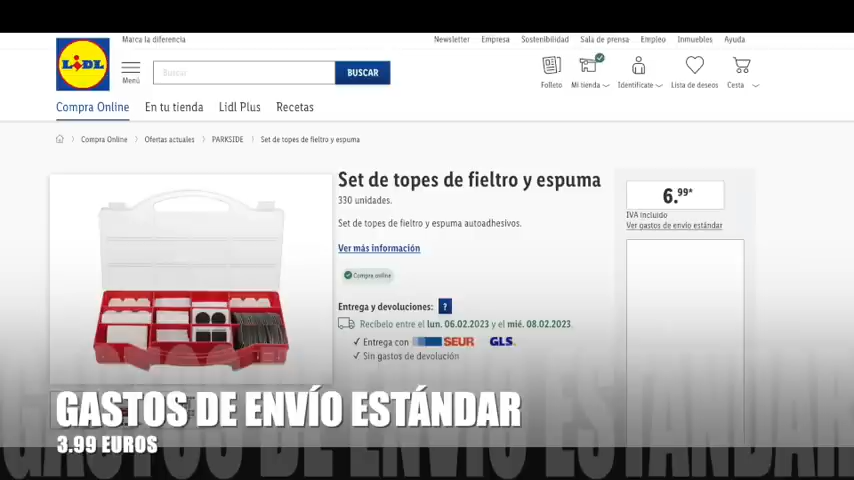 Marca la diferencia
Newsletter Empresa Sostenibilidad Sala de prensa Empleo Inmuebles Ayuda
LIDL
Menú
Buscar
BUSCAR
Folleto Mi tienda Identifícate Lista de deseos Cesta
Compra Online En tu tienda Lidl Plus Recetas
Compra Online Ofertas actuales PARKSIDE Set de topes de fieltro y espuma
Set de topes de fieltro y espuma
330 unidades.
Set de topes de fieltro y espuma autoadhesivos.
Ver más información
Compra online
Entrega y devoluciones: ?
Recíbelo entre el lun. 06.02.2023 y el mié. 08.02.2023
✓ Entrega con SEUR GLS.
✓ Sin gastos de devolución
6.99*
IVA incluido
Ver gastos de envío estándar
GASTOS DE ENVÍO ESTÁNDAR
3.99 EUROS
GASTOS DE ENVÍO ESTÁNDAR